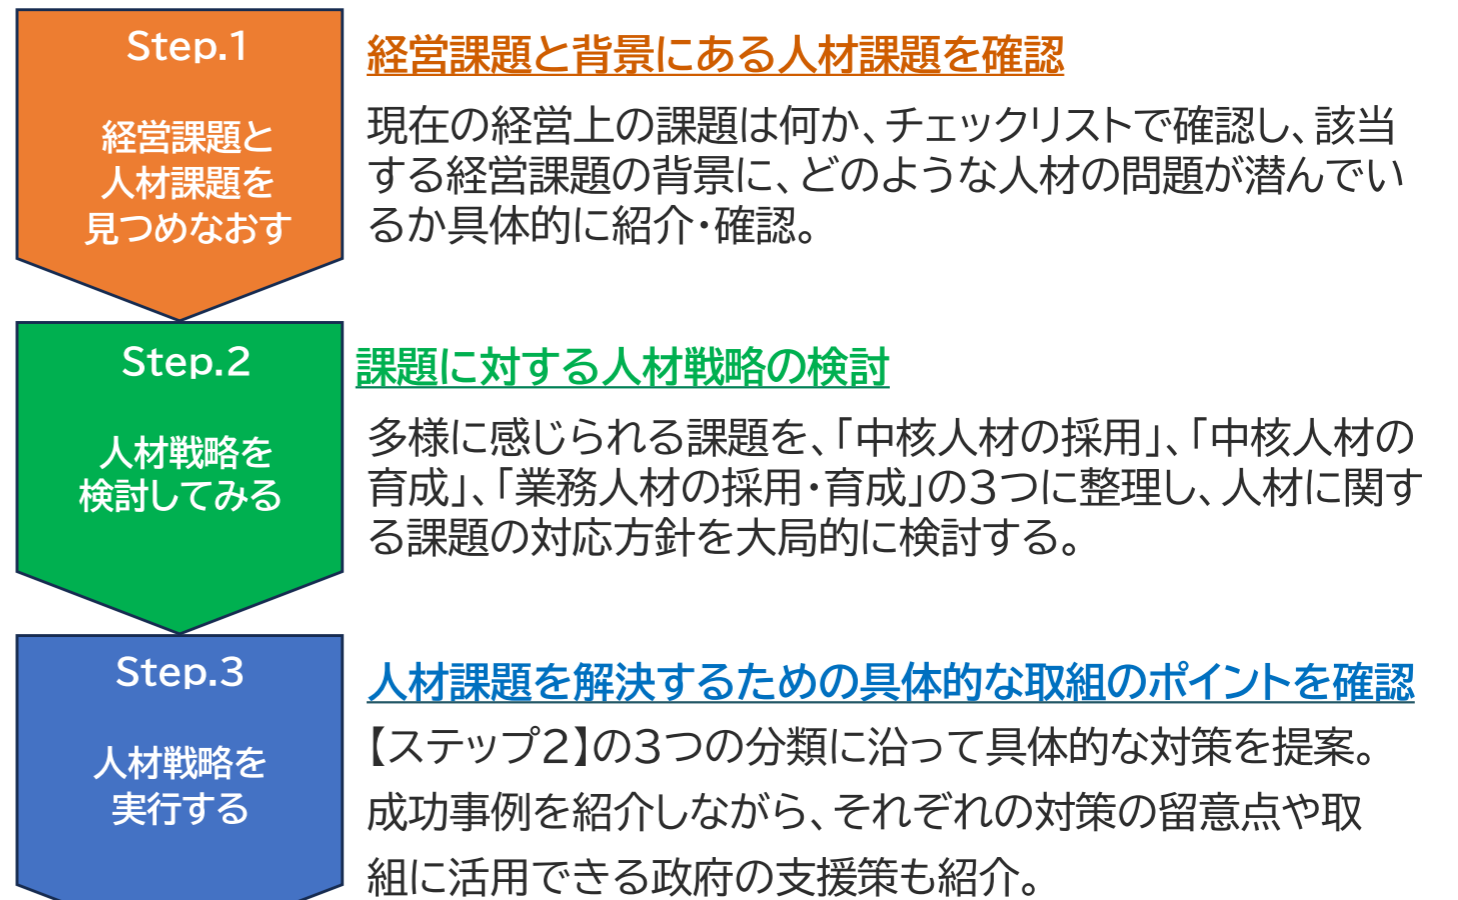 Step.1
経営課題と
人材課題を
見つめなおす
経営課題と背景にある人材課題を確認
現在の経営上の課題は何か、チェックリストで確認し、該当
する経営課題の背景に、どのような人材の問題が潜んでい
るか具体的に紹介・確認。
Step.2
人材戦略を
検討してみる
課題に対する人材戦略の検討
多様に感じられる課題を、「中核人材の採用」、「中核人材の
育成」、「業務人材の採用・育成」の3つに整理し、人材に関す
る課題の対応方針を大局的に検討する。
Step.3
人材戦略を
実行する
人材課題を解決するための具体的な取組のポイントを確認
【ステップ2】の3つの分類に沿って具体的な対策を提案。
成功事例を紹介しながら、それぞれの対策の留意点や取
組に活用できる政府の支援策も紹介。